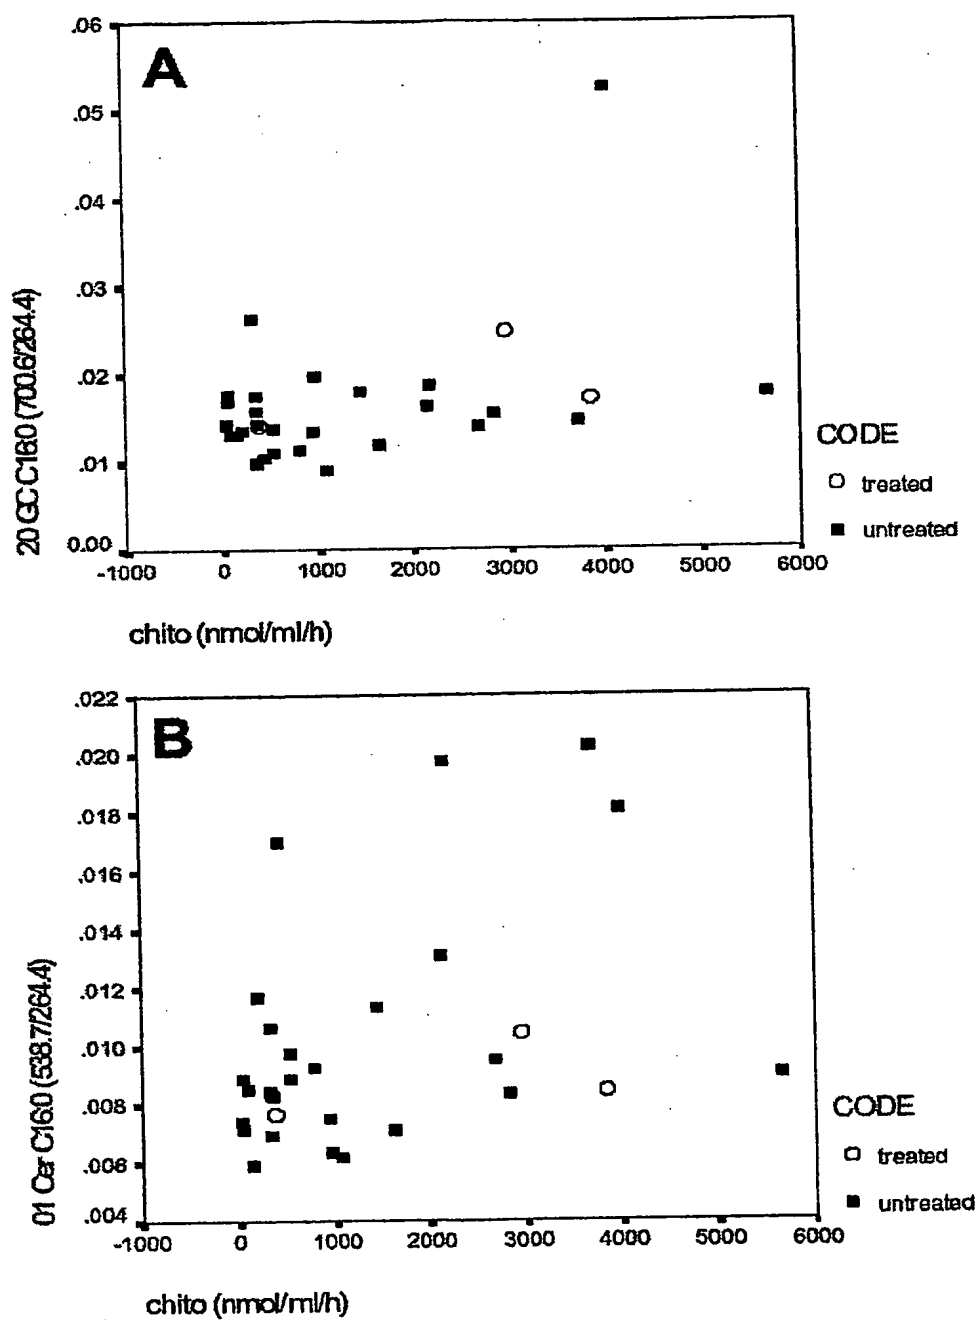 .06
A
.05
.04
.03
.02
.01
0.00
20 GC C16:0 (700.6/264.4)
-1000 0 1000 2000 3000 4000 5000 6000
chito (nmol/ml/h)
CODE
treated
untreated
.022
B
.020
.018
.016
.014
.012
.010
.008
.006
.004
01 Cer C16:0 (538.7/264.4)
-1000 0 1000 2000 3000 4000 5000 6000
chito (nmol/ml/h)
CODE
treated
untreated